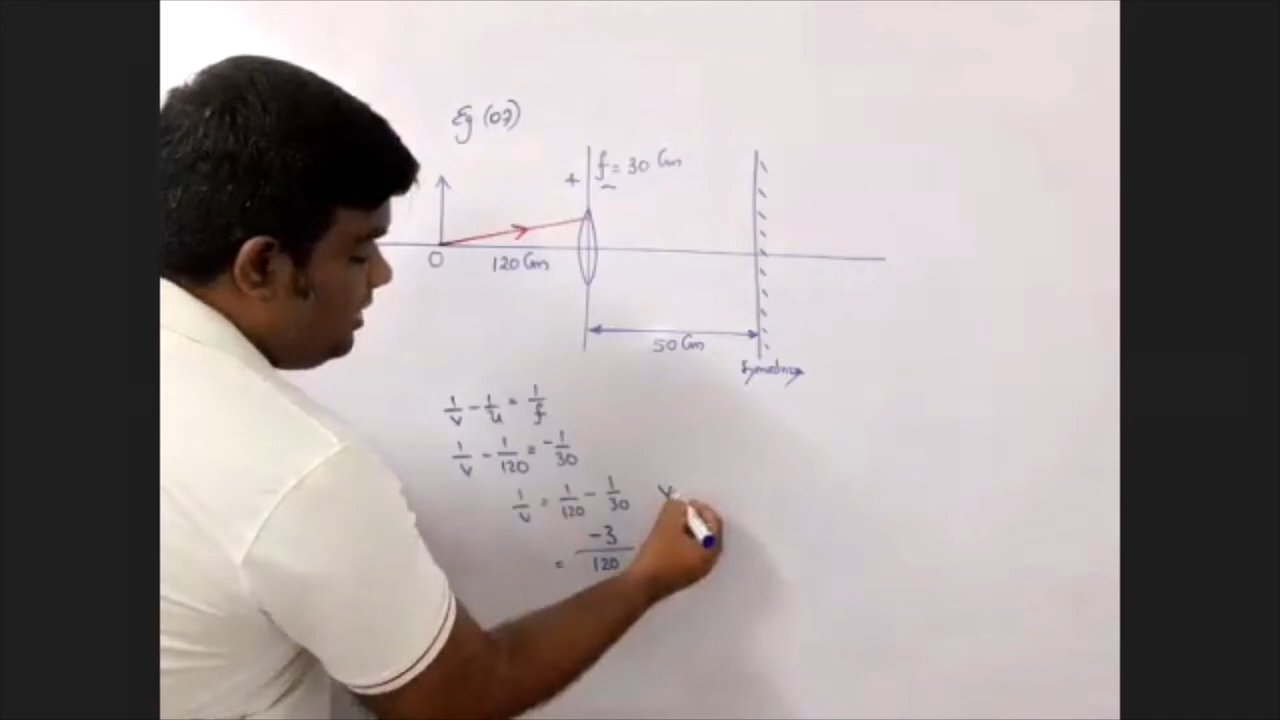 Eg (07)
+ f = 30 Cm
O
120 Cm
50 Cm
1/v - 1/u = 1/f
1/v - 1/120 = -1/30
1/v = 1/120 - 1/30
= -3/120
v